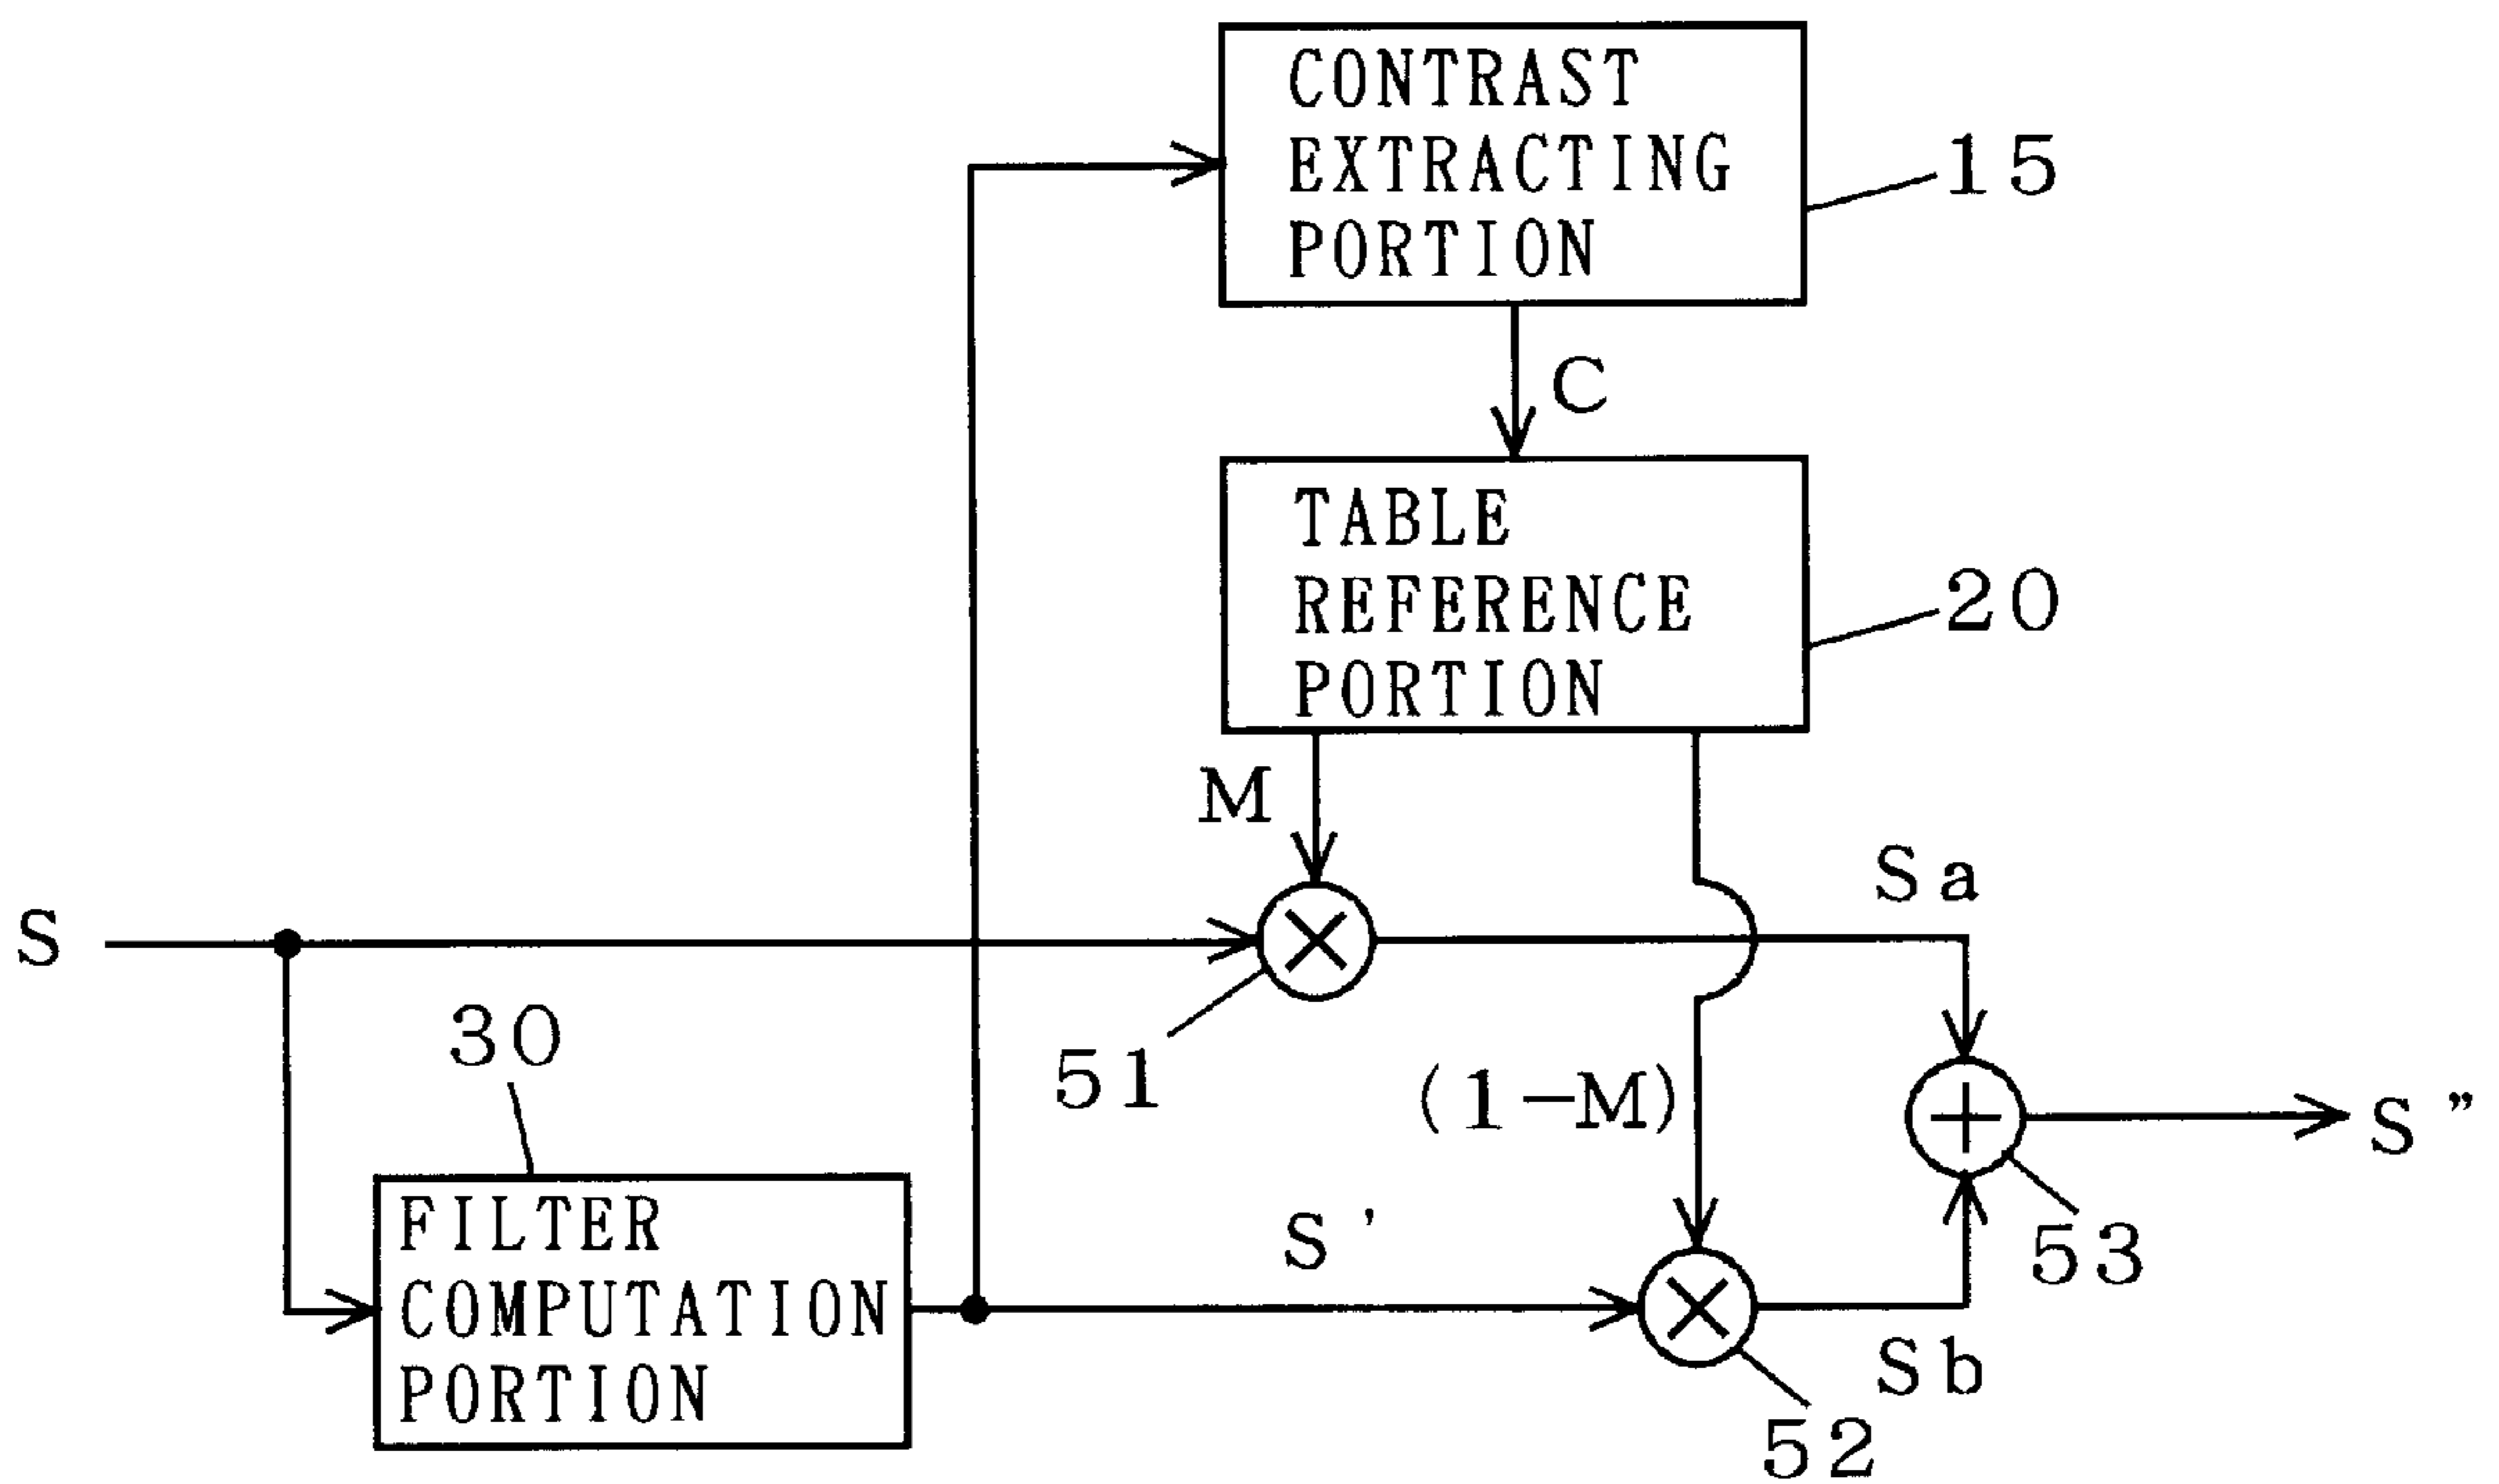 CONTRAST
EXTRACTING
PORTION
15
C
TABLE
REFERENCE
PORTION
20
M
Sa
S
30
51
(1-M)
S"
FILTER
COMPUTATION
PORTION
S'
53
Sb
52